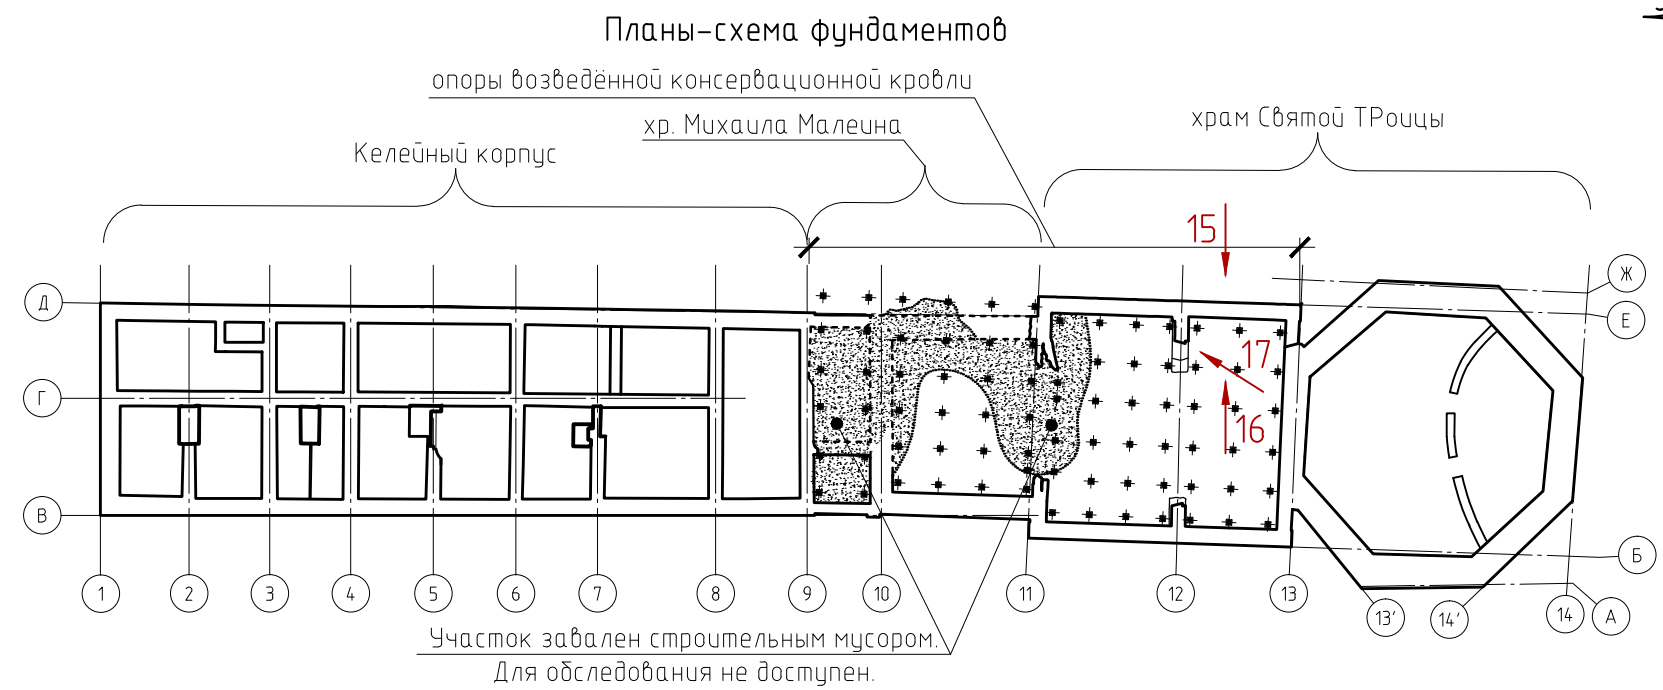 Планы-схема фундаментов
опоры возведённой консервационной кровли
хр. Михаила Малеина
храм Святой ТРоицы
Келейный корпус
15
Ж
Д
Е
17
Г
16
В
Б
1
2
3
4
5
6
7
8
9
10
11
12
13
13'
14'
14
А
Участок завален строительным мусором.
Для обследования не доступен.